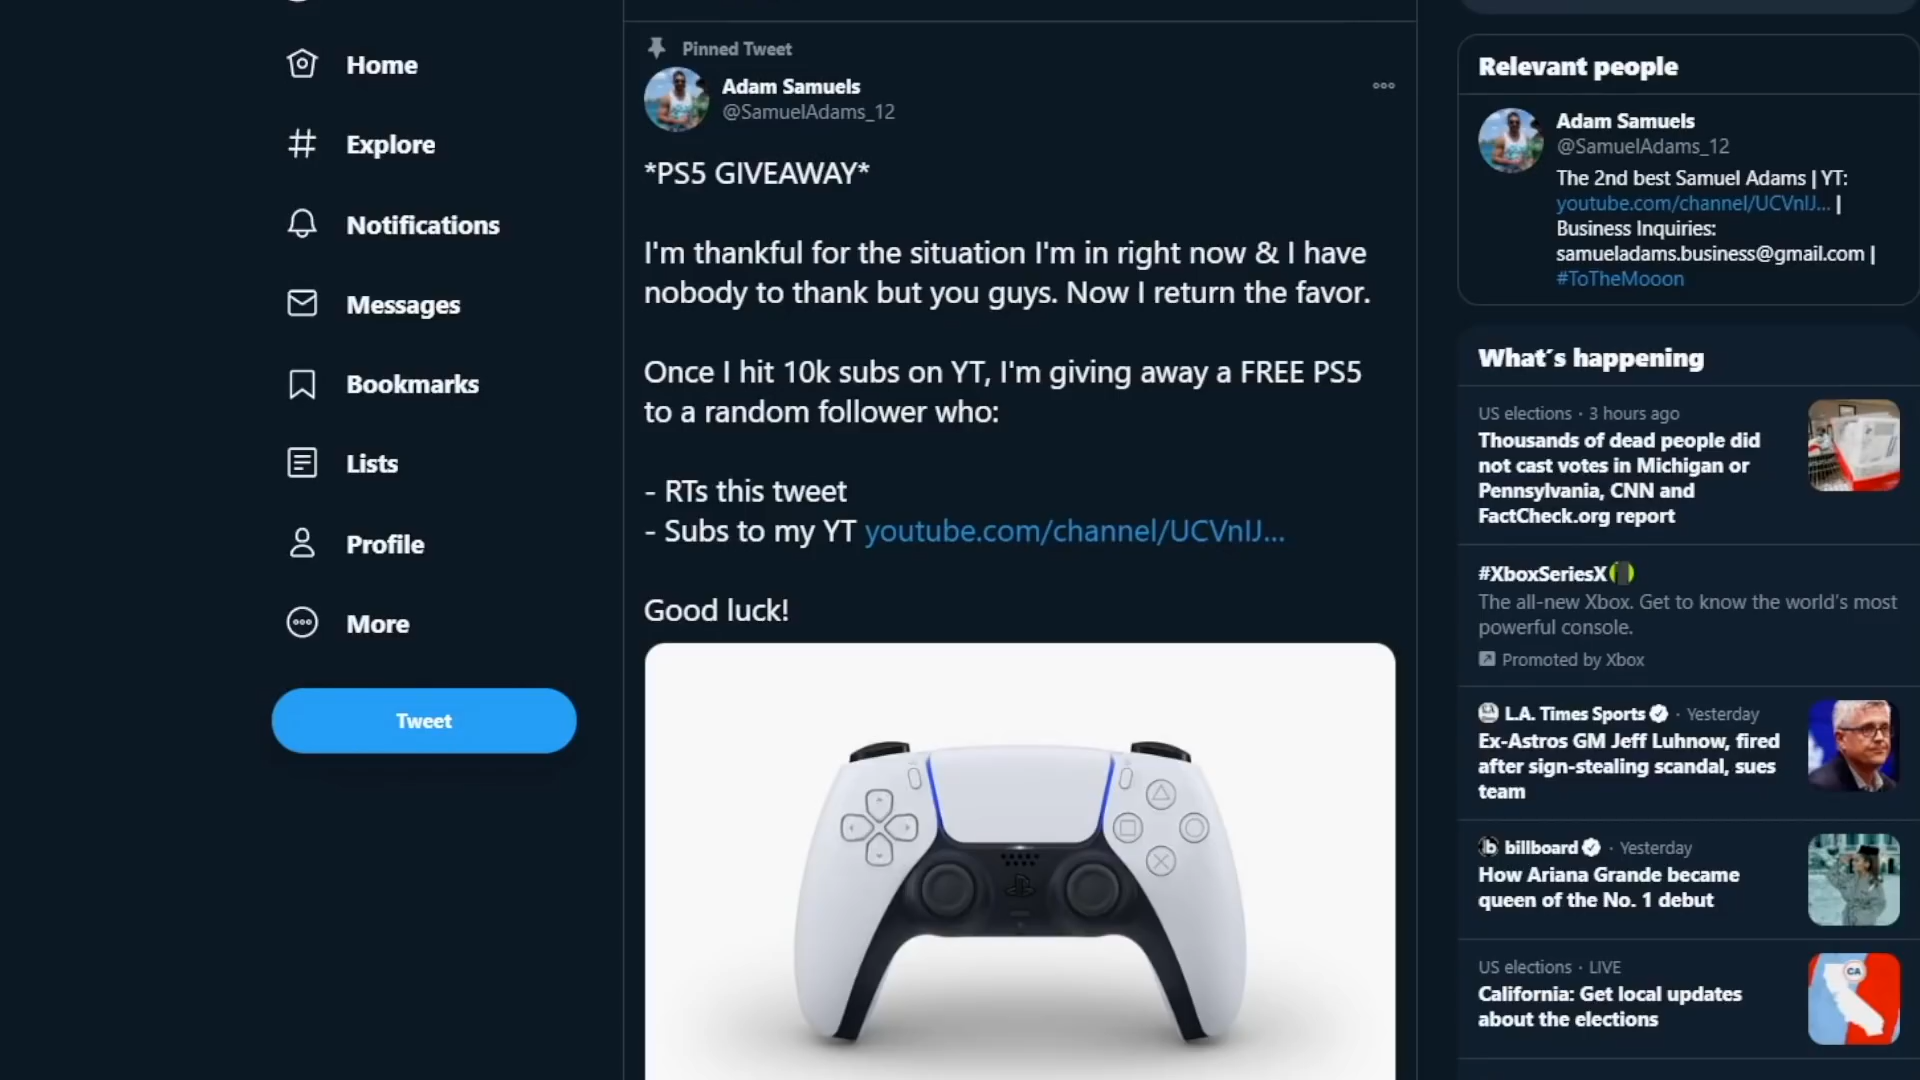 Home
Explore
Notifications
Messages
Bookmarks
Lists
Profile
More
Tweet
Pinned Tweet
Adam Samuels
@SamuelAdams_12
*PS5 GIVEAWAY*
I'm thankful for the situation I'm in right now & I have
nobody to thank but you guys. Now I return the favor.
Once I hit 10k subs on YT, I'm giving away a FREE PS5
to a random follower who:
- RTs this tweet
- Subs to my YT youtube.com/channel/UCVnIJ...
Good luck!
Relevant people
Adam Samuels
@SamuelAdams_12
The 2nd best Samuel Adams | YT:
youtube.com/channel/UCVnIJ... |
Business Inquiries:
samueladams.business@gmail.com |
#ToTheMooon
What's happening
US elections · 3 hours ago
Thousands of dead people did
not cast votes in Michigan or
Pennsylvania, CNN and
FactCheck.org report
#XboxSeriesX
The all-new Xbox. Get to know the world's most
powerful console.
Promoted by Xbox
L.A. Times Sports · Yesterday
Ex-Astros GM Jeff Luhnow, fired
after sign-stealing scandal, sues
team
billboard · Yesterday
How Ariana Grande became
queen of the No. 1 debut
US elections · LIVE
California: Get local updates
about the elections
CA